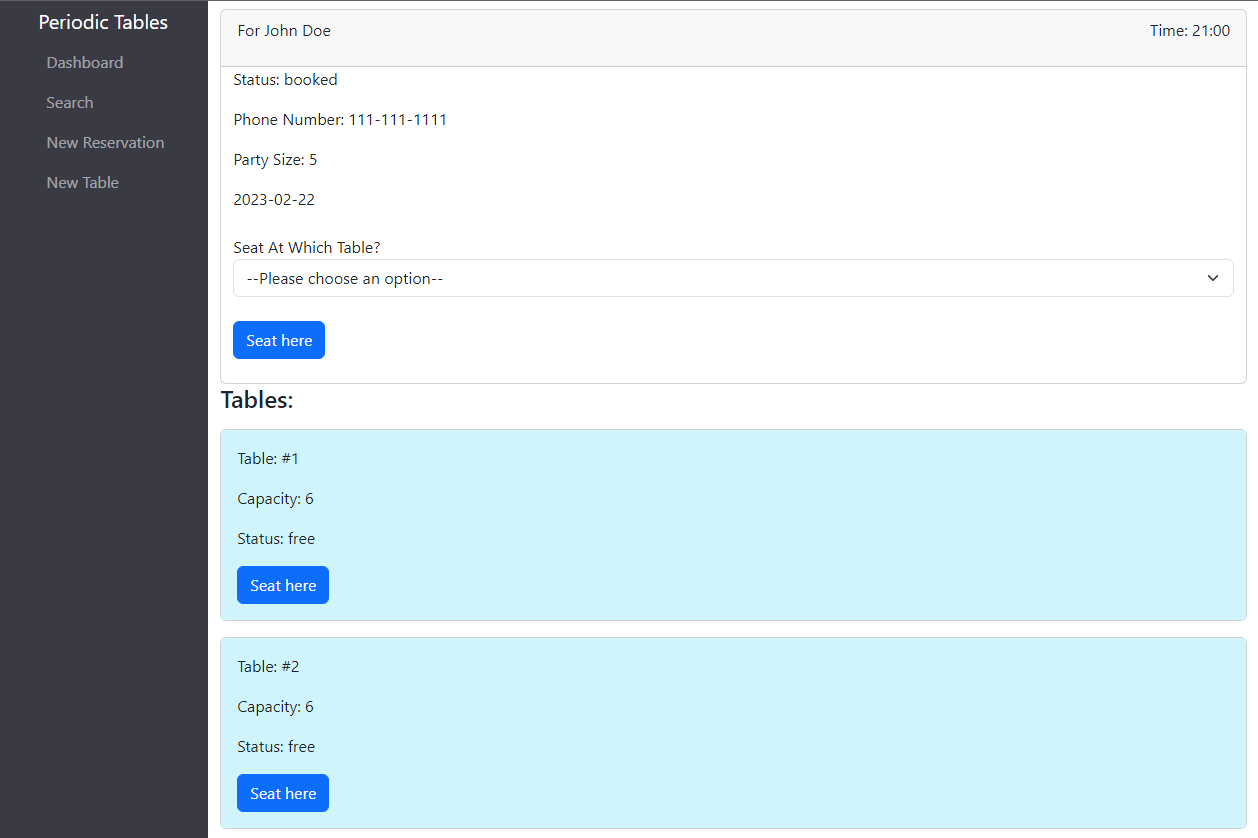 Periodic Tables
Dashboard
Search
New Reservation
New Table
For John Doe
Time: 21:00
Status: booked
Phone Number: 111-111-1111
Party Size: 5
2023-02-22
Seat At Which Table?
--Please choose an option--
Seat here
Tables:
Table: #1
Capacity: 6
Status: free
Seat here
Table: #2
Capacity: 6
Status: free
Seat here